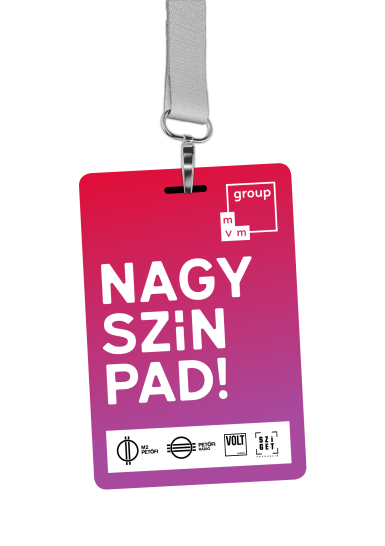 group
m
v m
NAGY
SZiN
PAD!
M2 PETŐFI
PETŐFI RÁDIÓ
VOLT
SZi
GET